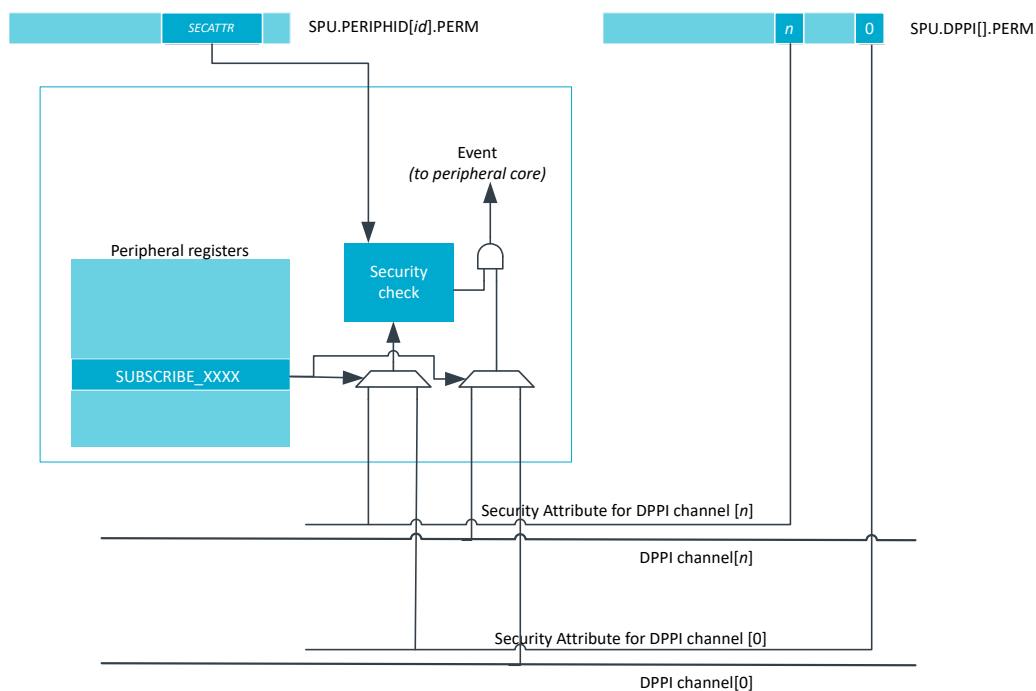 SECATTR
SPU.PERIPHID[id].PERM
n
0
SPU.DPPI[].PERM
Event
(to peripheral core)
Peripheral registers
Security
check
SUBSCRIBE_XXXX
Security Attribute for DPPI channel [n]
DPPI channel[n]
Security Attribute for DPPI channel [0]
DPPI channel[0]